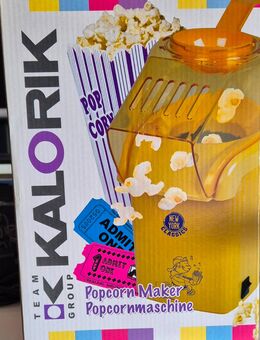 TEAM
KALORIK
GROUP
POP
CORN
NEW YORK
CLASSICS
ADMIT
ONE
ADMIT
ONE
Popcorn Maker
Popcornmaschine